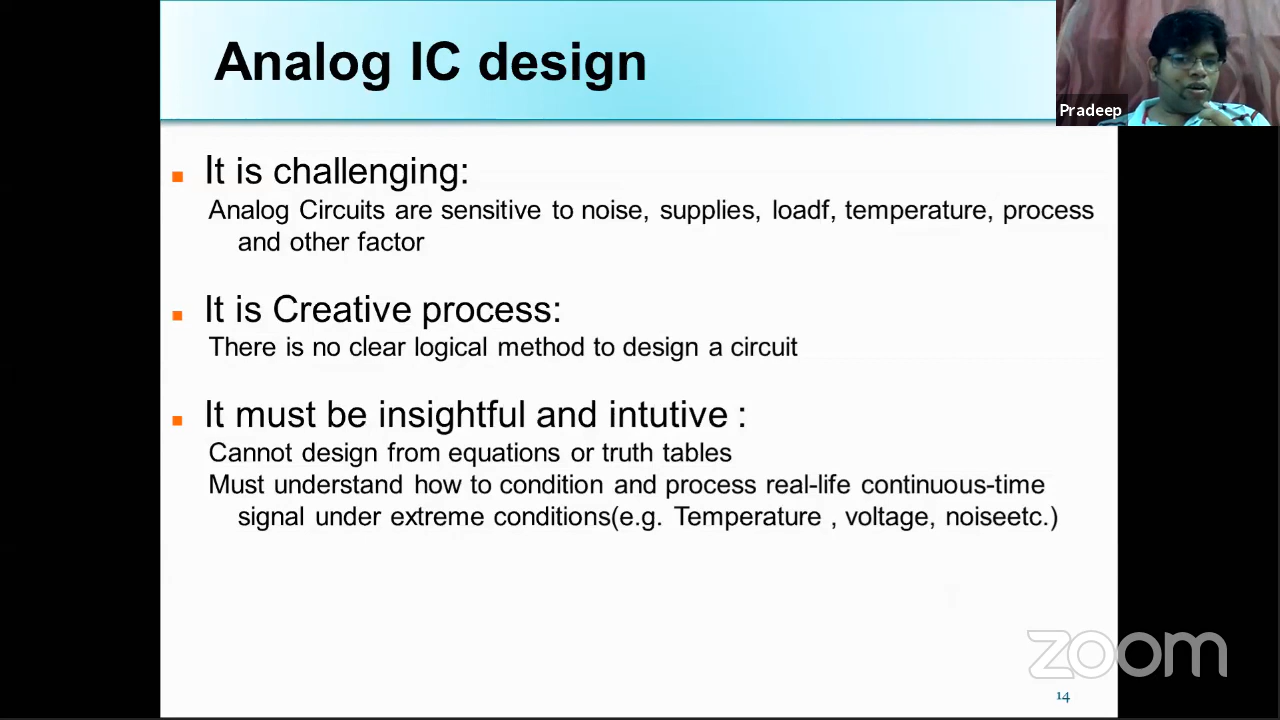 Analog IC design
Pradeep
It is challenging:
Analog Circuits are sensitive to noise, supplies, loadf, temperature, process
and other factor
It is Creative process:
There is no clear logical method to design a circuit
It must be insightful and intutive :
Cannot design from equations or truth tables
Must understand how to condition and process real-life continuous-time
signal under extreme conditions(e.g. Temperature , voltage, noiseetc.)
zoom
14